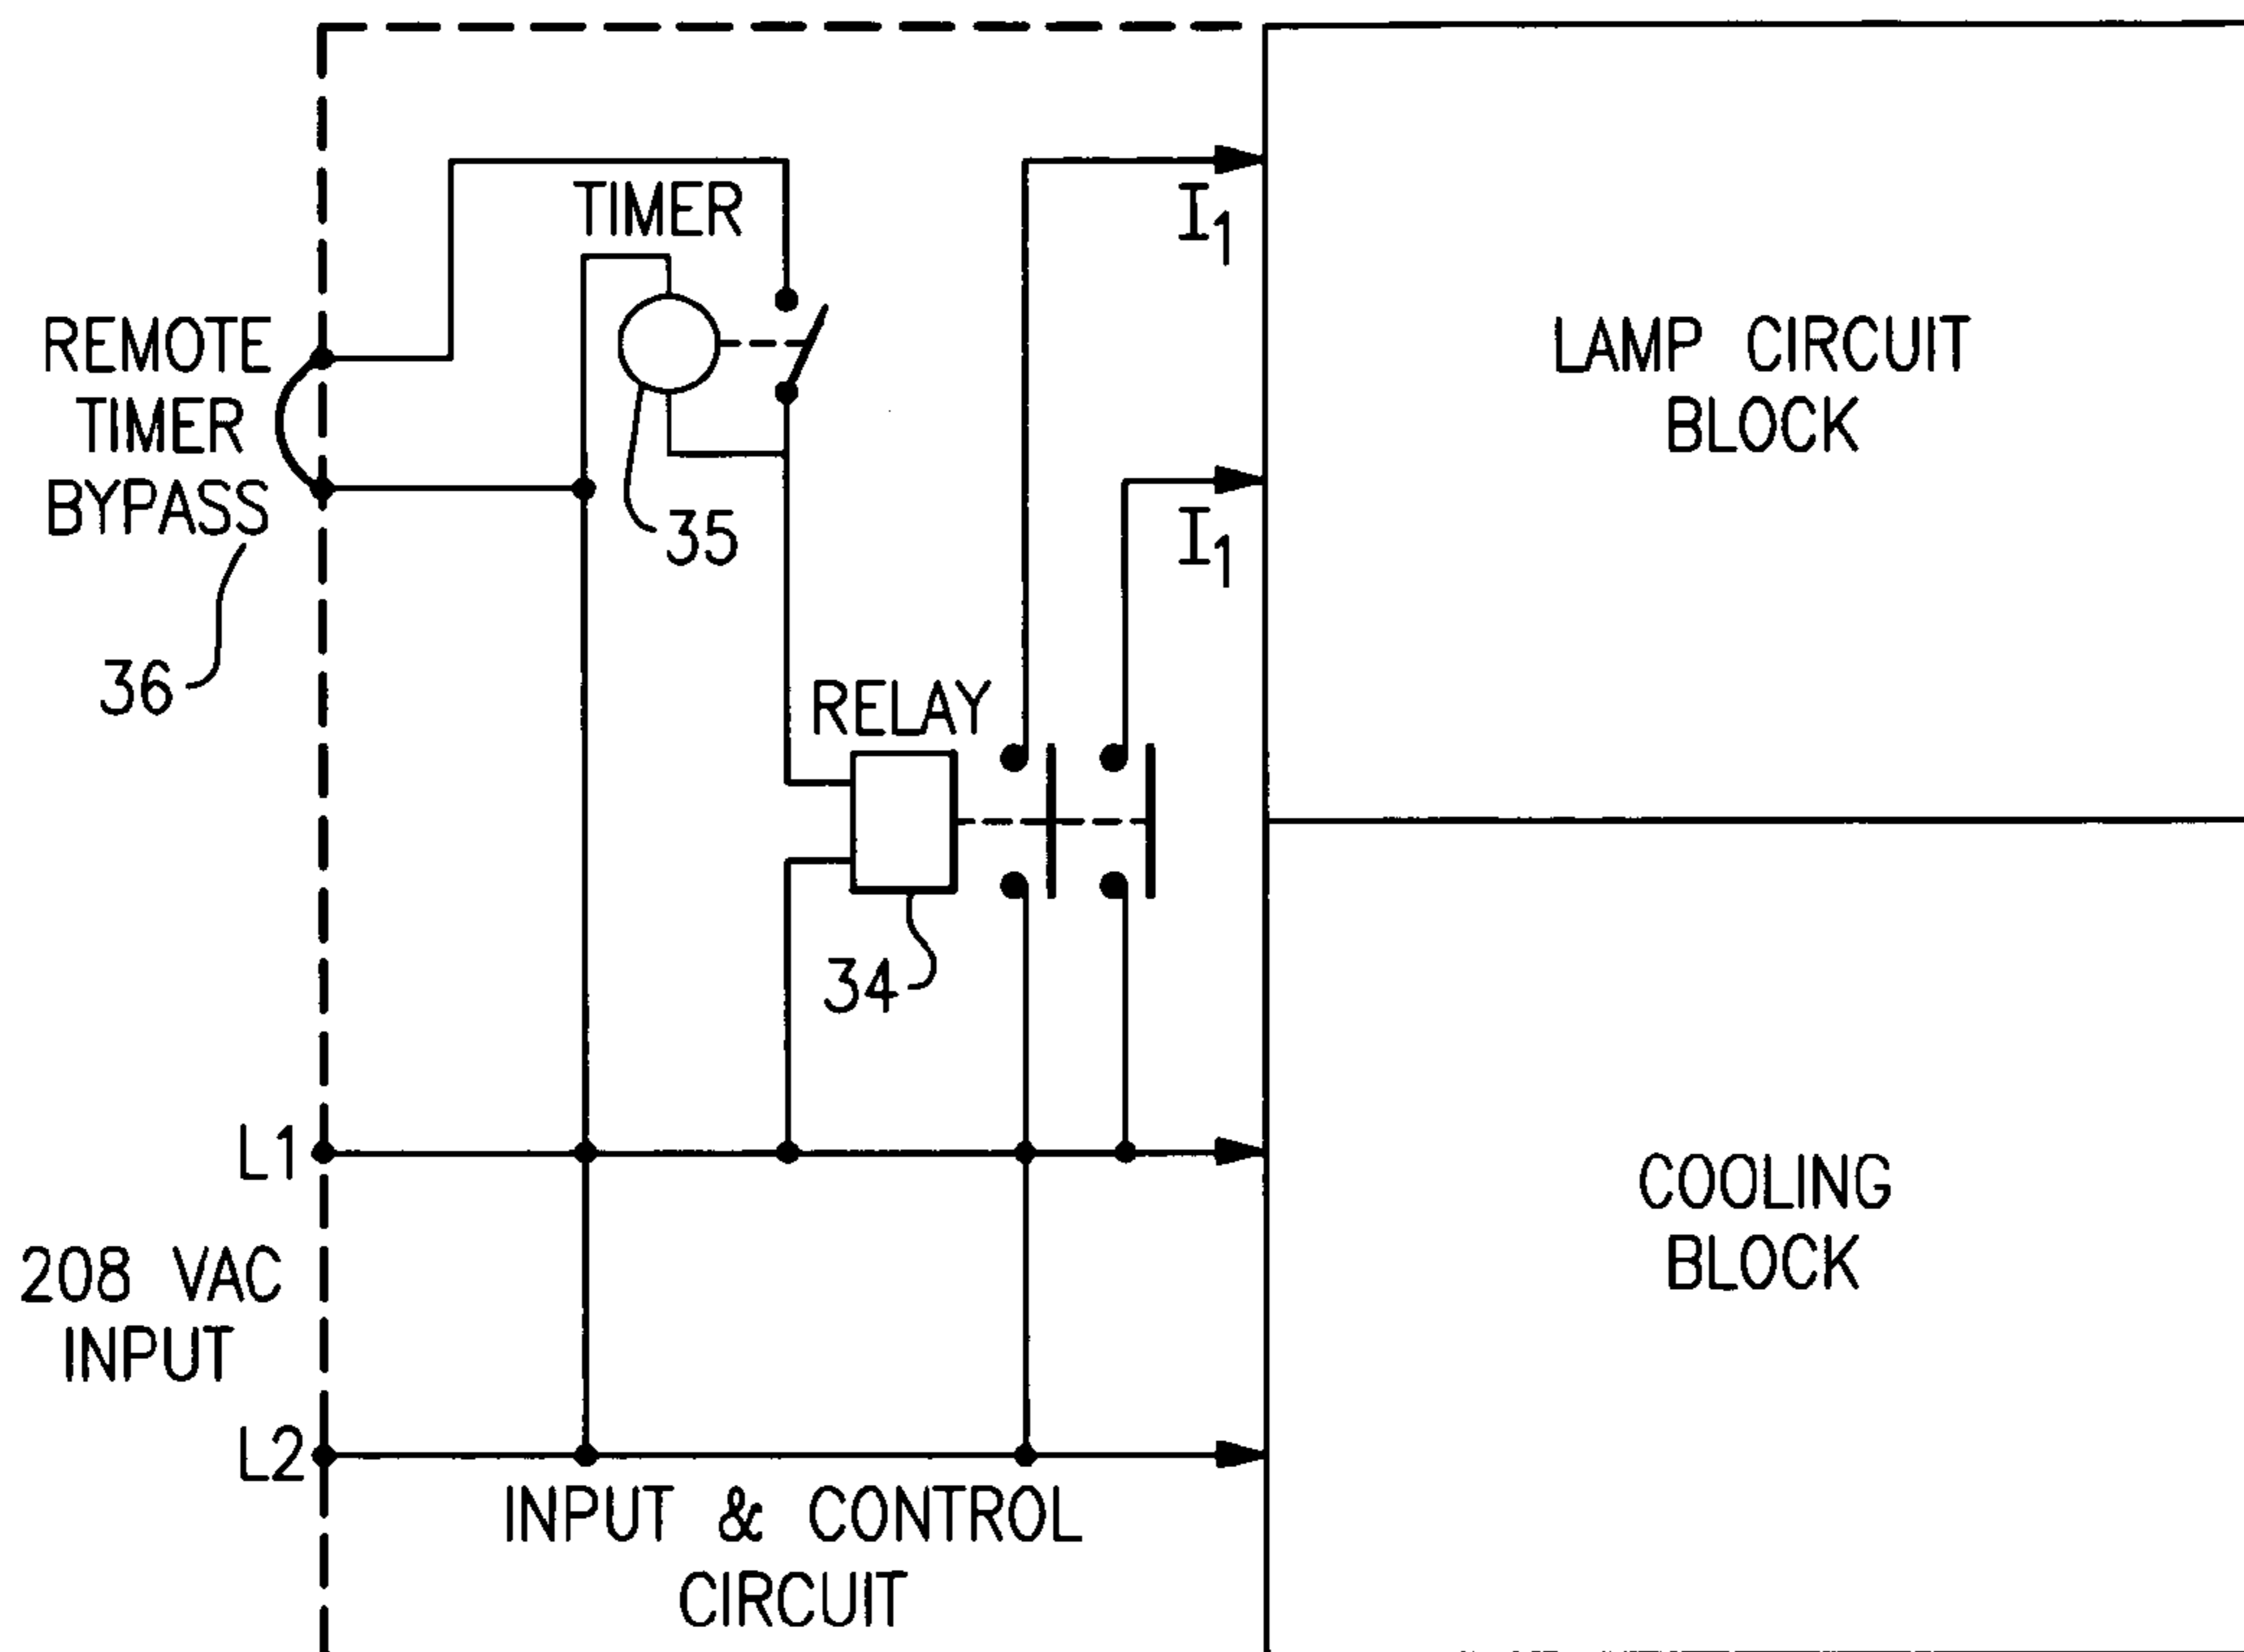 TIMER
I1
REMOTE
TIMER
BYPASS
LAMP CIRCUIT
BLOCK
35
I1
36
RELAY
34
L1
COOLING
BLOCK
208 VAC
INPUT
L2
INPUT & CONTROL
CIRCUIT